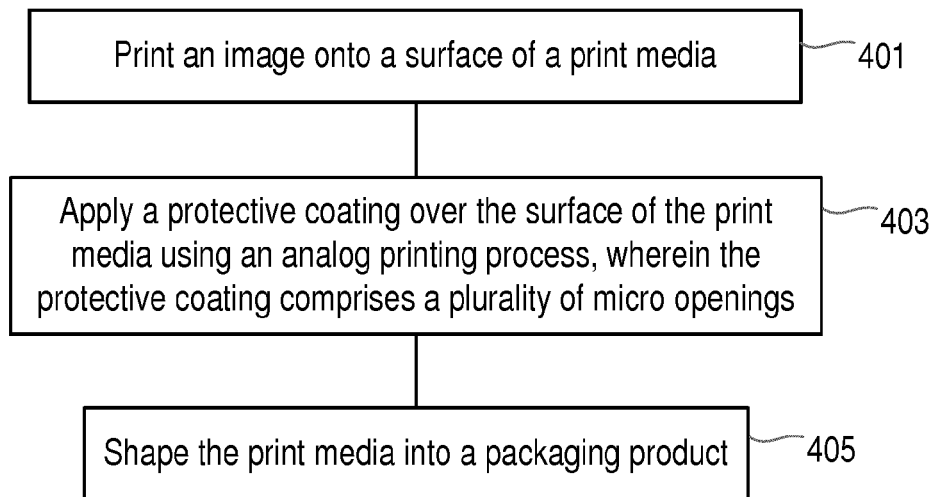 Print an image onto a surface of a print media
401
Apply a protective coating over the surface of the print
media using an analog printing process, wherein the
protective coating comprises a plurality of micro openings
403
Shape the print media into a packaging product
405